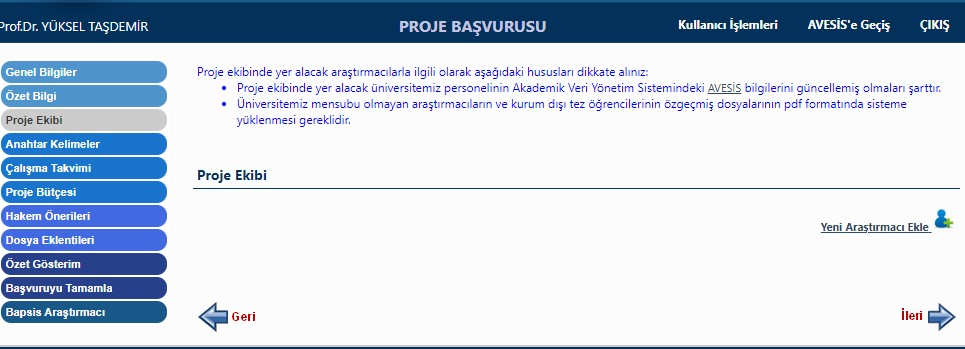 Prof.Dr. YÜKSEL TAŞDEMİR
PROJE BAŞVURUSU
Kullanıcı İşlemleri
AVESİS'e Geçiş
ÇIKIŞ
Genel Bilgiler
Özet Bilgi
Proje Ekibi
Anahtar Kelimeler
Çalışma Takvimi
Proje Bütçesi
Hakem Önerileri
Dosya Eklentileri
Özet Gösterim
Başvuruyu Tamamla
Bapsis Araştırmacı
Proje ekibinde yer alacak araştırmacılarla ilgili olarak aşağıdaki hususları dikkate alınız:
• Proje ekibinde yer alacak üniversitemiz personelinin Akademik Veri Yönetim Sistemindeki AVESİS bilgilerini güncellemiş olmaları şarttır.
• Üniversitemiz mensubu olmayan araştırmacıların ve kurum dışı tez öğrencilerinin özgeçmiş dosyalarının pdf formatında sisteme
yüklenmesi gereklidir.
Proje Ekibi
Yeni Araştırmacı Ekle
Geri
İleri